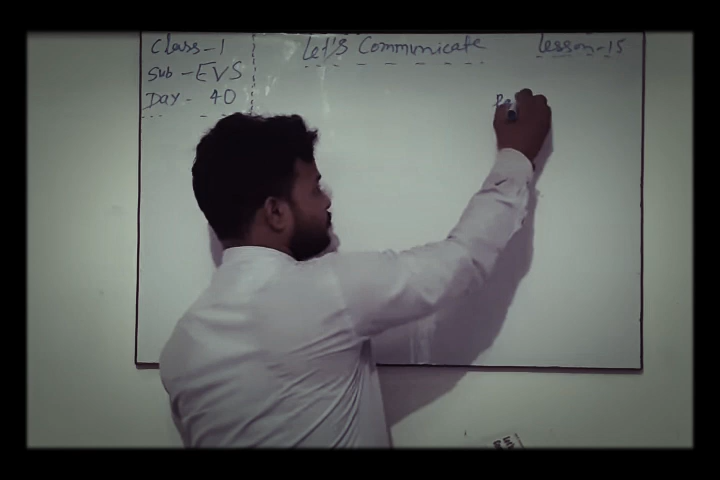 Class-1
Let's Communicate
Lesson-15
Sub - EVS
Day - 40